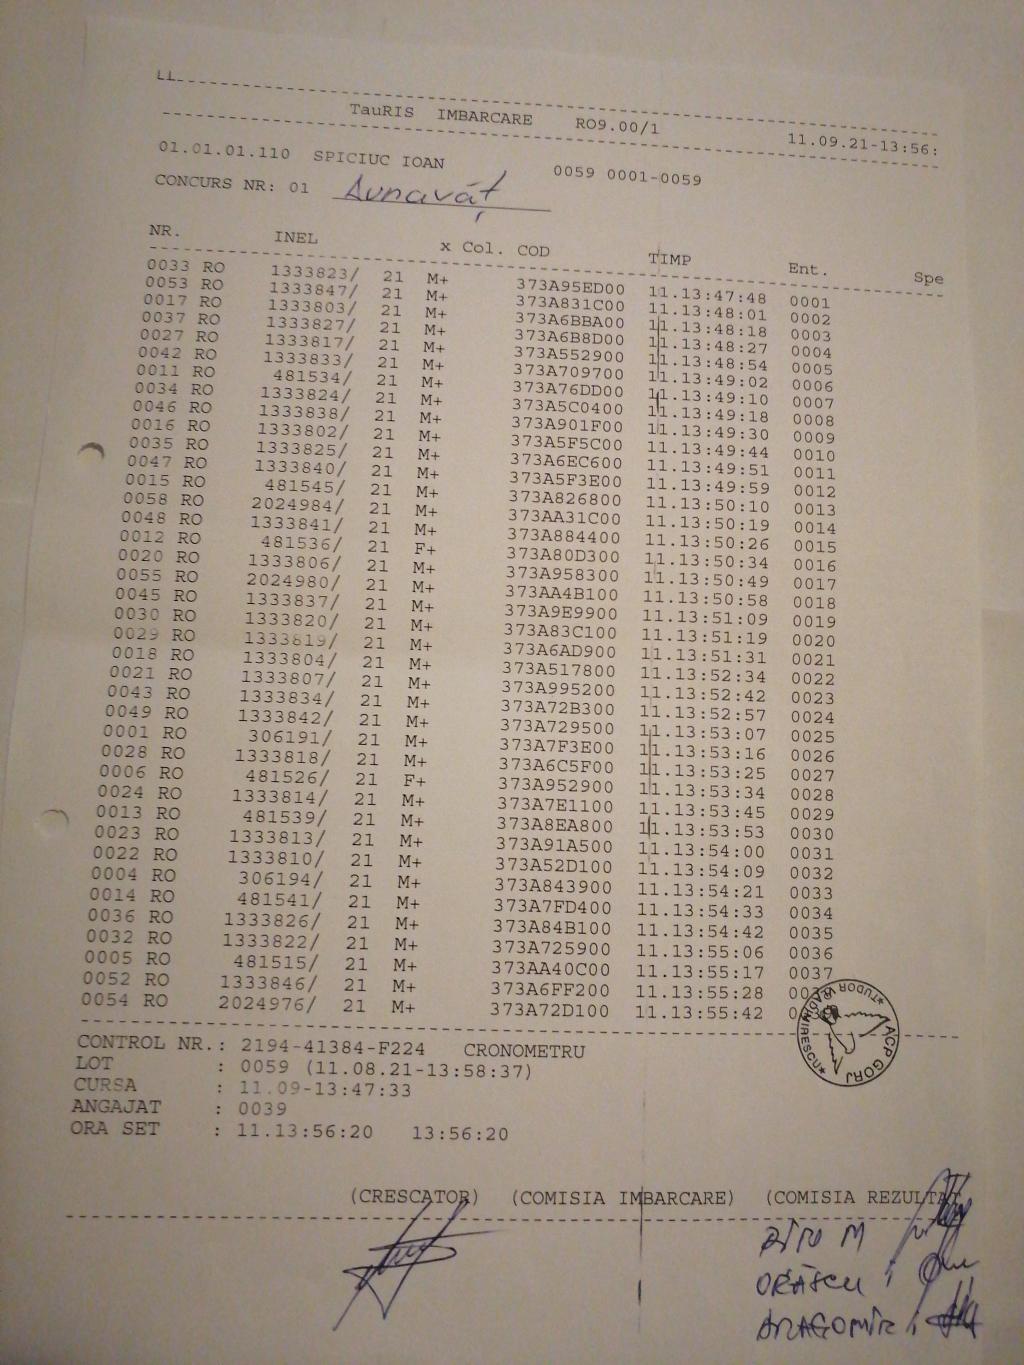 TauRIS IMBARCARE RO9.00/1 11.09.21-13:56:
01.01.01.110 SPICIUC IOAN 0059 0001-0059
CONCURS NR: 01 Dunavăț
NR. INEL x Col. COD TIMP Ent. Spe
0033 RO 1333823/ 21 M+ 373A95ED00 11.13:47:48 0001
0053 RO 1333847/ 21 M+ 373A831C00 11.13:48:01 0002
0017 RO 1333803/ 21 M+ 373A6BBA00 11.13:48:18 0003
0037 RO 1333827/ 21 M+ 373A6B8D00 11.13:48:27 0004
0027 RO 1333817/ 21 M+ 373A552900 11.13:48:54 0005
0042 RO 1333833/ 21 M+ 373A709700 11.13:49:02 0006
0011 RO 481534/ 21 M+ 373A76DD00 11.13:49:10 0007
0034 RO 1333824/ 21 M+ 373A5C0400 11.13:49:18 0008
0046 RO 1333838/ 21 M+ 373A901F00 11.13:49:30 0009
0016 RO 1333802/ 21 M+ 373A5F5C00 11.13:49:44 0010
0035 RO 1333825/ 21 M+ 373A6EC600 11.13:49:51 0011
0047 RO 1333840/ 21 M+ 373A5F3E00 11.13:49:59 0012
0015 RO 481545/ 21 M+ 373A826800 11.13:50:10 0013
0058 RO 2024984/ 21 M+ 373AA31C00 11.13:50:19 0014
0048 RO 1333841/ 21 M+ 373A884400 11.13:50:26 0015
0012 RO 481536/ 21 F+ 373A80D300 11.13:50:34 0016
0020 RO 1333806/ 21 M+ 373A958300 11.13:50:49 0017
0055 RO 2024980/ 21 M+ 373AA4B100 11.13:50:58 0018
0045 RO 1333837/ 21 M+ 373A9E9900 11.13:51:09 0019
0030 RO 1333820/ 21 M+ 373A83C100 11.13:51:19 0020
0029 RO 1333819/ 21 M+ 373A6AD900 11.13:51:31 0021
0018 RO 1333804/ 21 M+ 373A517800 11.13:52:34 0022
0021 RO 1333807/ 21 M+ 373A995200 11.13:52:42 0023
0043 RO 1333834/ 21 M+ 373A72B300 11.13:52:57 0024
0049 RO 1333842/ 21 M+ 373A729500 11.13:53:07 0025
0001 RO 306191/ 21 M+ 373A7F3E00 11.13:53:16 0026
0028 RO 1333818/ 21 M+ 373A6C5F00 11.13:53:25 0027
0006 RO 481526/ 21 F+ 373A952900 11.13:53:34 0028
0024 RO 1333814/ 21 M+ 373A7E1100 11.13:53:45 0029
0013 RO 481539/ 21 M+ 373A8EA800 11.13:53:53 0030
0023 RO 1333813/ 21 M+ 373A91A500 11.13:54:00 0031
0022 RO 1333810/ 21 M+ 373A52D100 11.13:54:09 0032
0004 RO 306194/ 21 M+ 373A843900 11.13:54:21 0033
0014 RO 481541/ 21 M+ 373A7FD400 11.13:54:33 0034
0036 RO 1333826/ 21 M+ 373A84B100 11.13:54:42 0035
0032 RO 1333822/ 21 M+ 373A725900 11.13:55:06 0036
0005 RO 481515/ 21 M+ 373AA40C00 11.13:55:17 0037
0052 RO 1333846/ 21 M+ 373A6FF200 11.13:55:28
0054 RO 2024976/ 21 M+ 373A72D100 11.13:55:42
ACP GORJ *TUDOR VLADIMIRESCU*
CONTROL NR.: 2194-41384-F224 CRONOMETRU
LOT : 0059 (11.08.21-13:58:37)
CURSA : 11.09-13:47:33
ANGAJAT : 0039
ORA SET : 11.13:56:20 13:56:20
(CRESCATOR) (COMISIA IMBARCARE) (COMISIA REZULTAT
DRAGOMIR